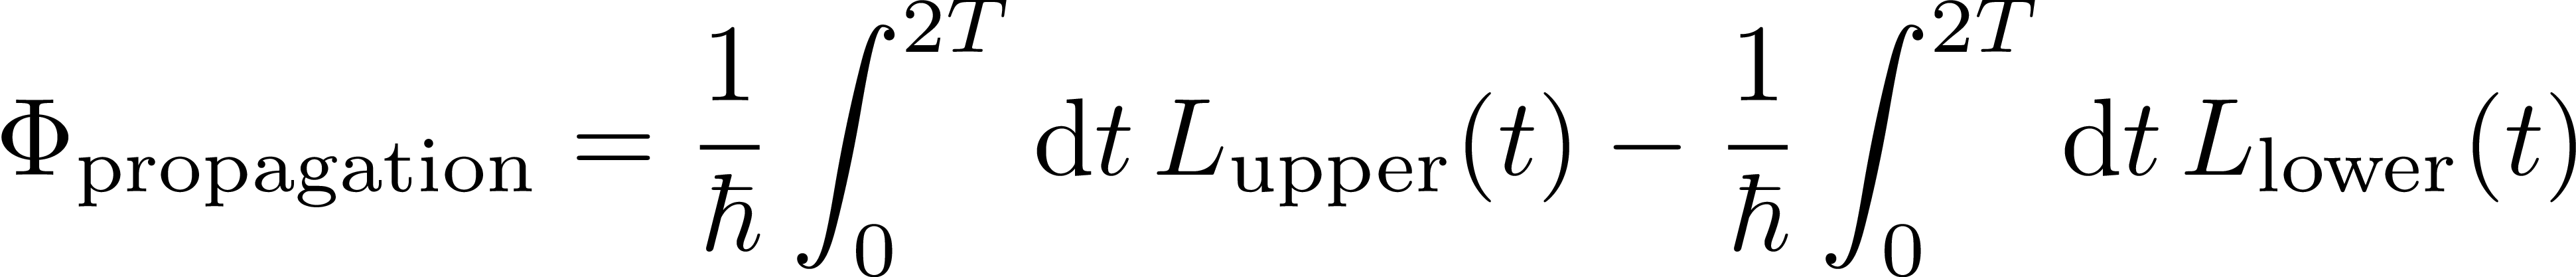 Φ_propagation = 1/ℏ ∫_0^{2T} dt L_upper(t) − 1/ℏ ∫_0^{2T} dt L_lower(t)